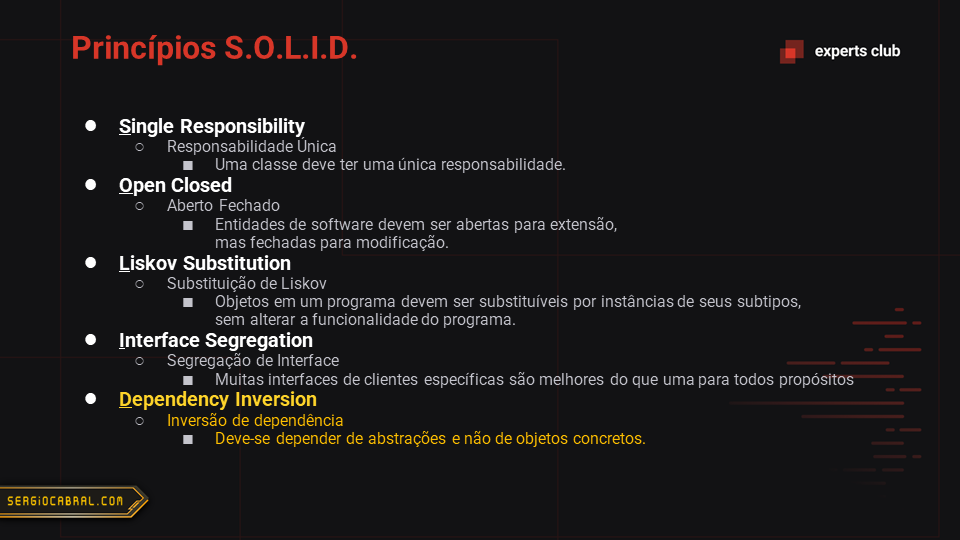 Princípios S.O.L.I.D.
experts club
Single Responsibility
Responsabilidade Única
Uma classe deve ter uma única responsabilidade.
Open Closed
Aberto Fechado
Entidades de software devem ser abertas para extensão,
mas fechadas para modificação.
Liskov Substitution
Substituição de Liskov
Objetos em um programa devem ser substituíveis por instâncias de seus subtipos,
sem alterar a funcionalidade do programa.
Interface Segregation
Segregação de Interface
Muitas interfaces de clientes específicas são melhores do que uma para todos propósitos
Dependency Inversion
Inversão de dependência
Deve-se depender de abstrações e não de objetos concretos.
SERGIOCABRAL.COM